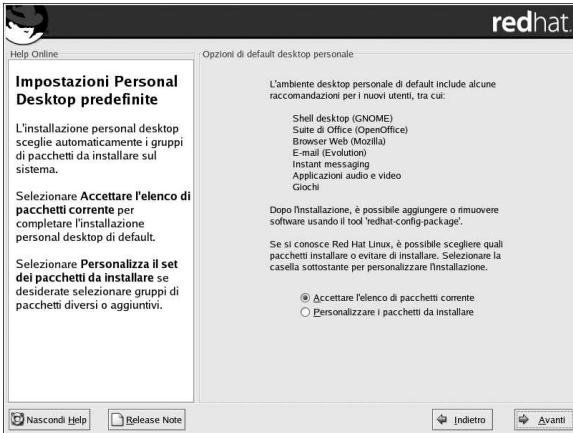 redhat.
Help Online
Impostazioni Personal
Desktop predefinite
L'installazione personal desktop
sceglie automaticamente i gruppi
di pacchetti da installare sul
sistema.
Selezionare Accettare l'elenco di
pacchetti corrente per
completare l'installazione
personal desktop di default.
Selezionare Personalizza il set
dei pacchetti da installare se
desiderate selezionare gruppi di
pacchetti diversi o aggiuntivi.
Opzioni di default desktop personale
L'ambiente desktop personale di default include alcune
raccomandazioni per i nuovi utenti, tra cui:
Shell desktop (GNOME)
Suite di Office (OpenOffice)
Browser Web (Mozilla)
E-mail (Evolution)
Instant messaging
Applicazioni audio e video
Giochi
Dopo l'installazione, è possibile aggiungere o rimuovere
software usando il tool 'redhat-config-package'.
Se si conosce Red Hat Linux, è possibile scegliere quali
pacchetti installare o evitare di installare. Selezionare la
casella sottostante per personalizzare l'installazione.
Accettare l'elenco di pacchetti corrente
Personalizzare i pacchetti da installare
Nascondi Help
Release Note
Indietro
Avanti